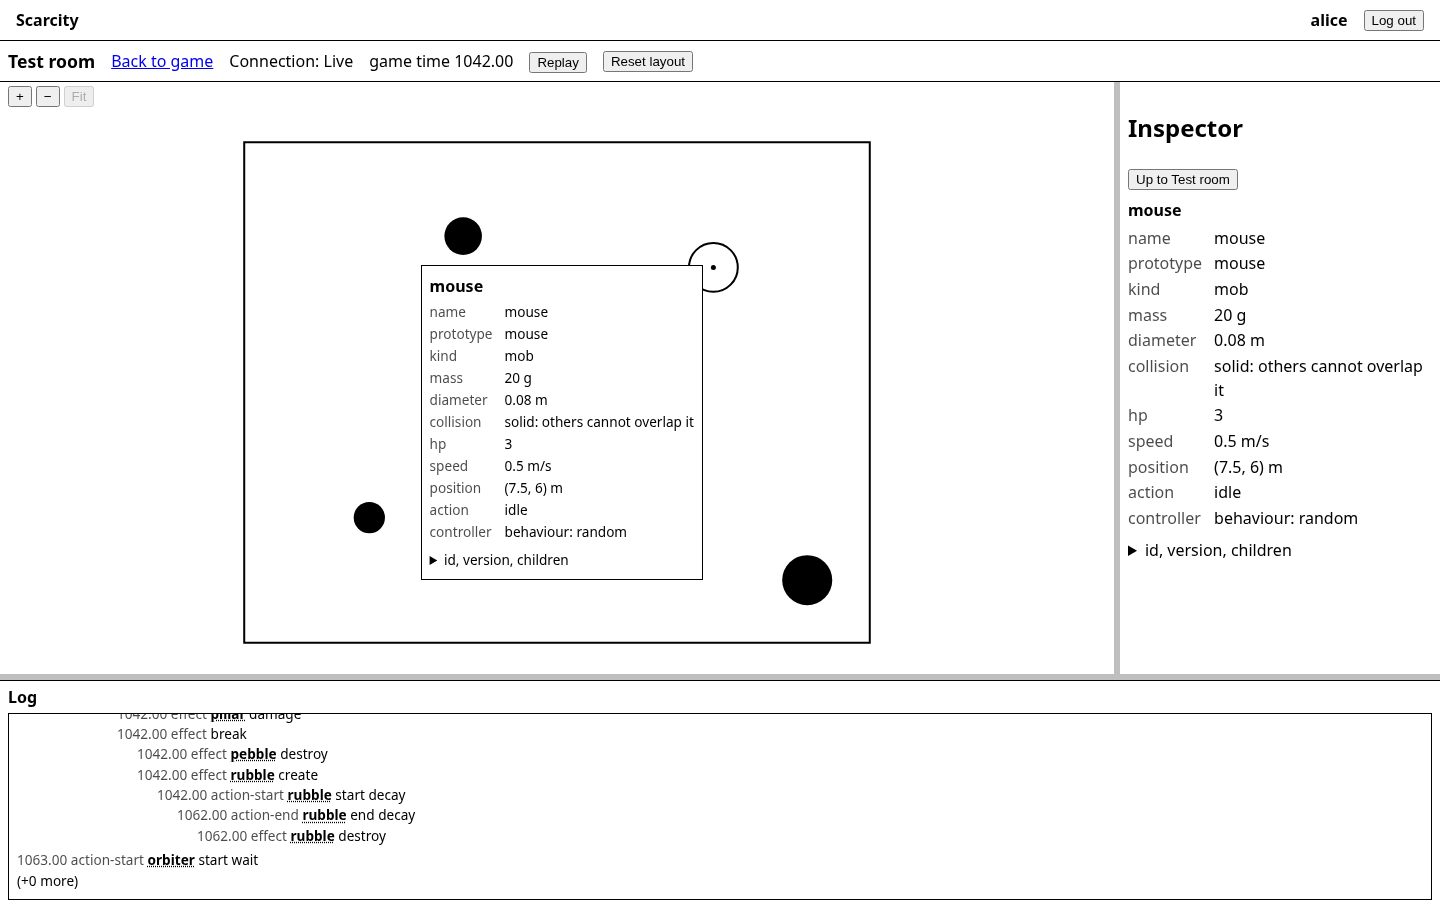 Scarcity
alice
Log out
Test room
Back to game
Connection: Live
game time 1042.00
Replay
Reset layout
+
−
Fit
mouse
name mouse
prototype mouse
kind mob
mass 20 g
diameter 0.08 m
collision solid: others cannot overlap it
hp 3
speed 0.5 m/s
position (7.5, 6) m
action idle
controller behaviour: random
▶ id, version, children
Inspector
Up to Test room
mouse
name mouse
prototype mouse
kind mob
mass 20 g
diameter 0.08 m
collision solid: others cannot overlap
it
hp 3
speed 0.5 m/s
position (7.5, 6) m
action idle
controller behaviour: random
▶ id, version, children
Log
1042.00 effect pillar damage
1042.00 effect break
1042.00 effect pebble destroy
1042.00 effect rubble create
1042.00 action-start rubble start decay
1062.00 action-end rubble end decay
1062.00 effect rubble destroy
1063.00 action-start orbiter start wait
(+0 more)